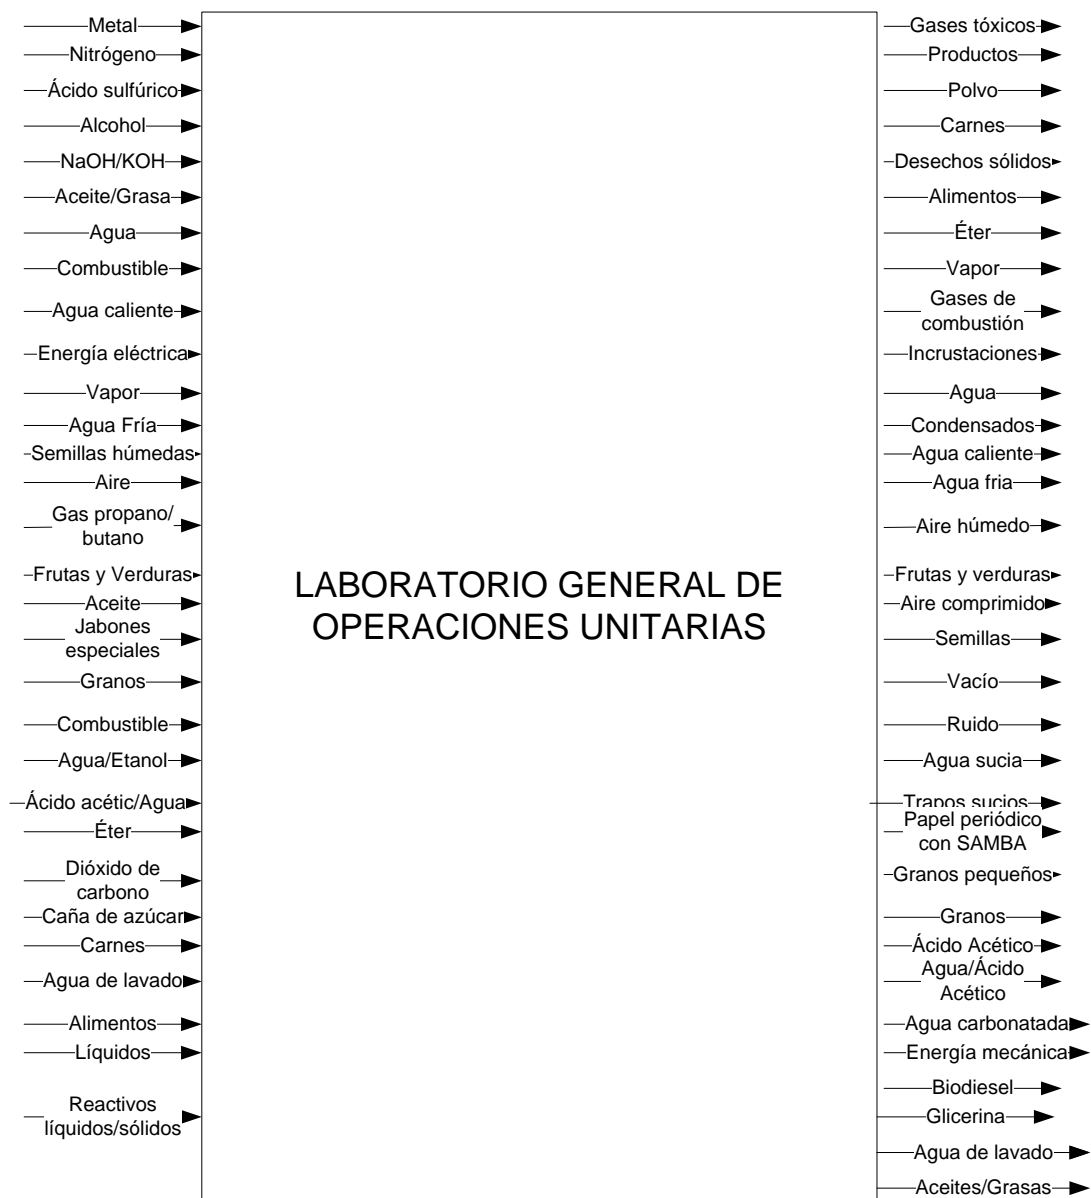 Metal
Nitrógeno
Ácido sulfúrico
Alcohol
NaOH/KOH
Aceite/Grasa
Agua
Combustible
Agua caliente
Energía eléctrica
Vapor
Agua Fría
Semillas húmedas
Aire
Gas propano/
butano
Frutas y Verduras
Aceite
Jabones
especiales
Granos
Combustible
Agua/Etanol
Ácido acétic/Agua
Éter
Dióxido de
carbono
Caña de azúcar
Carnes
Agua de lavado
Alimentos
Líquidos
Reactivos
líquidos/sólidos
LABORATORIO GENERAL DE
OPERACIONES UNITARIAS
Gases tóxicos
Productos
Polvo
Carnes
Desechos sólidos
Alimentos
Éter
Vapor
Gases de
combustión
Incrustaciones
Agua
Condensados
Agua caliente
Agua fria
Aire húmedo
Frutas y verduras
Aire comprimido
Semillas
Vacío
Ruido
Agua sucia
Trapos sucios
Papel periódico
con SAMBA
Granos pequeños
Granos
Ácido Acético
Agua/Ácido
Acético
Agua carbonatada
Energía mecánica
Biodiesel
Glicerina
Agua de lavado
Aceites/Grasas